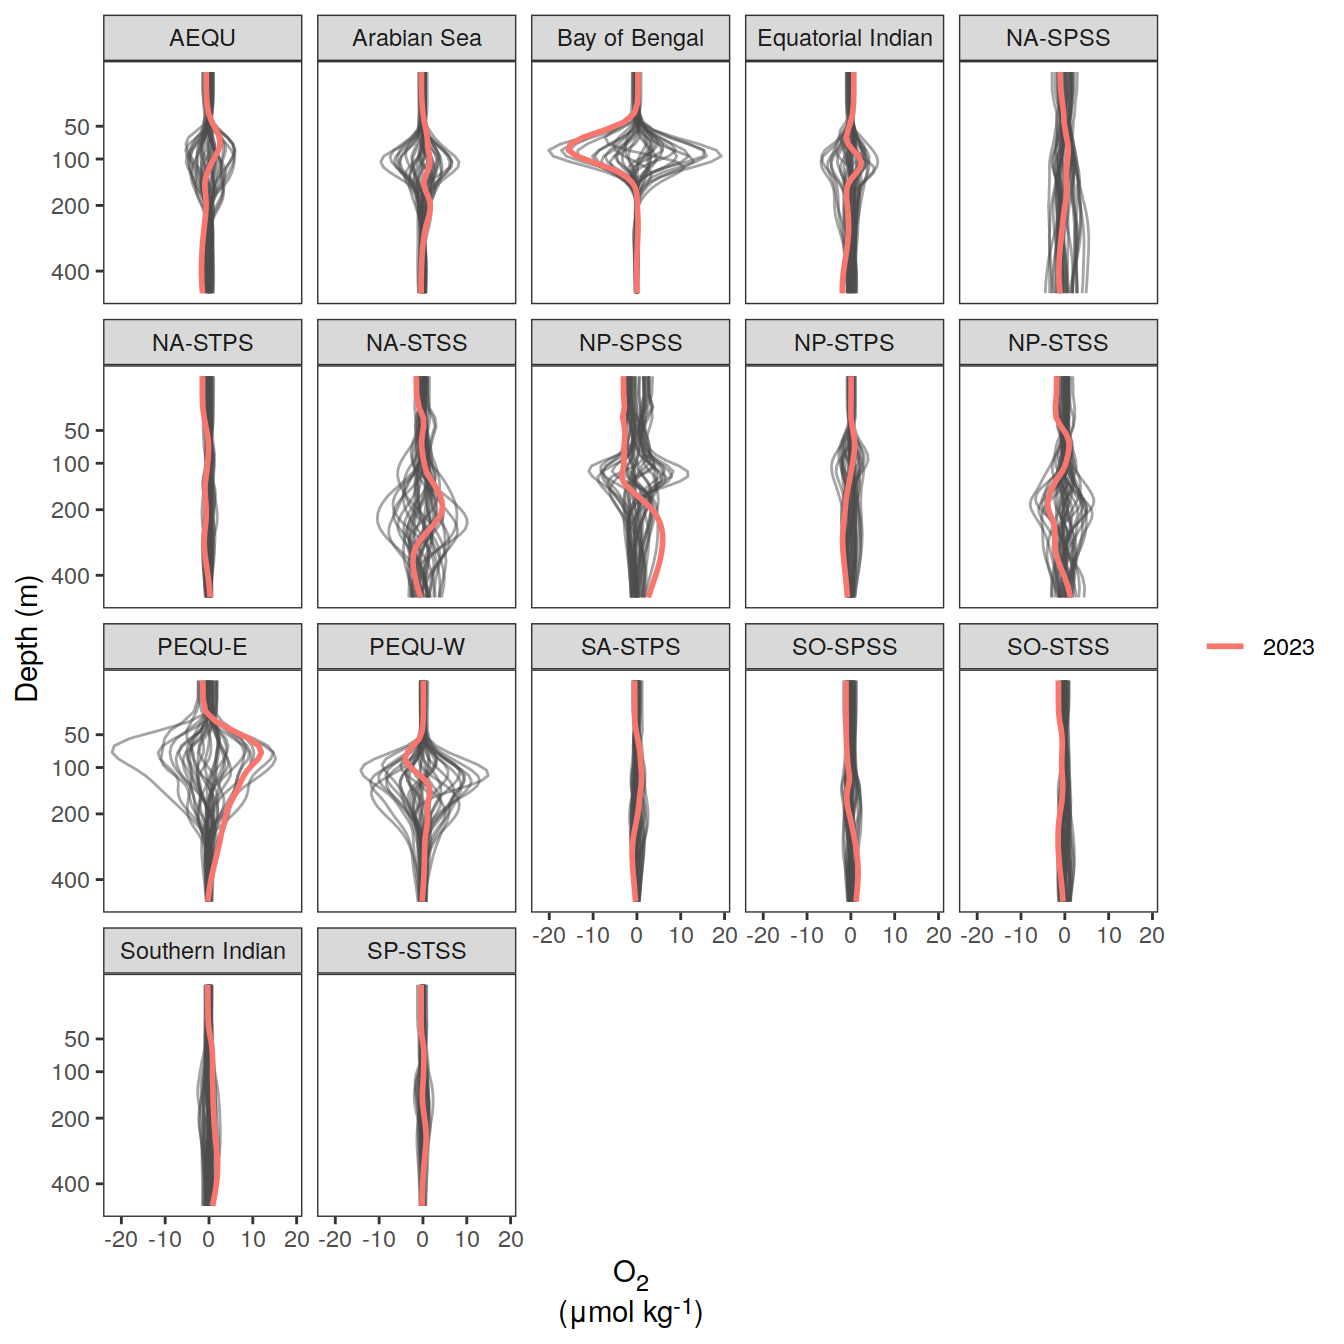 AEQU Arabian Sea Bay of Bengal Equatorial Indian NA-SPSS
50
100
200
400
NA-STPS NA-STSS NP-SPSS NP-STPS NP-STSS
50
100
200
400
Depth (m)
2023
PEQU-E PEQU-W SA-STPS SO-SPSS SO-STSS
50
100
200
400
-20 -10 0 10 20 -20 -10 0 10 20 -20 -10 0 10 20
Southern Indian SP-STSS
50
100
200
400
-20 -10 0 10 20 -20 -10 0 10 20
O₂
(µmol kg⁻¹)